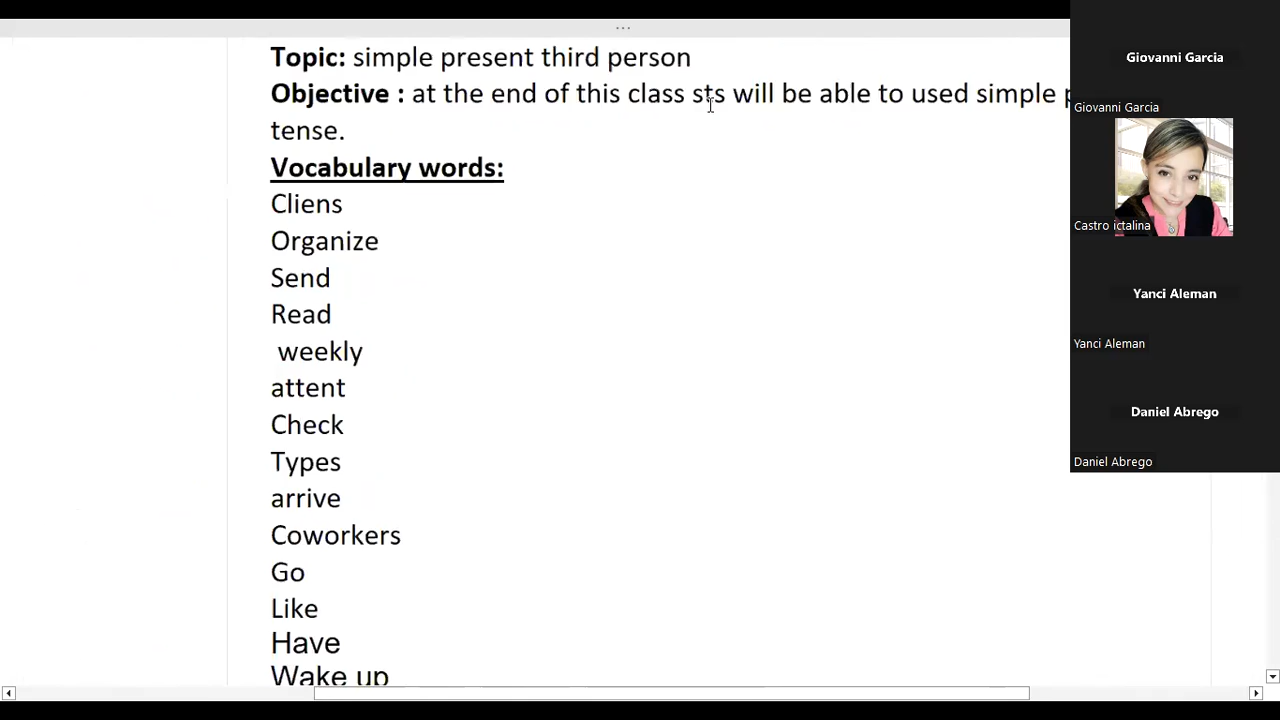 Topic: simple present third person
Objective : at the end of this class sts will be able to used simple
tense.
Vocabulary words:
Cliens
Organize
Send
Read
weekly
attent
Check
Types
arrive
Coworkers
Go
Like
Have
Wake up
Giovanni Garcia
Giovanni Garcia
Castro ictalina
Yanci Aleman
Yanci Aleman
Daniel Abrego
Daniel Abrego